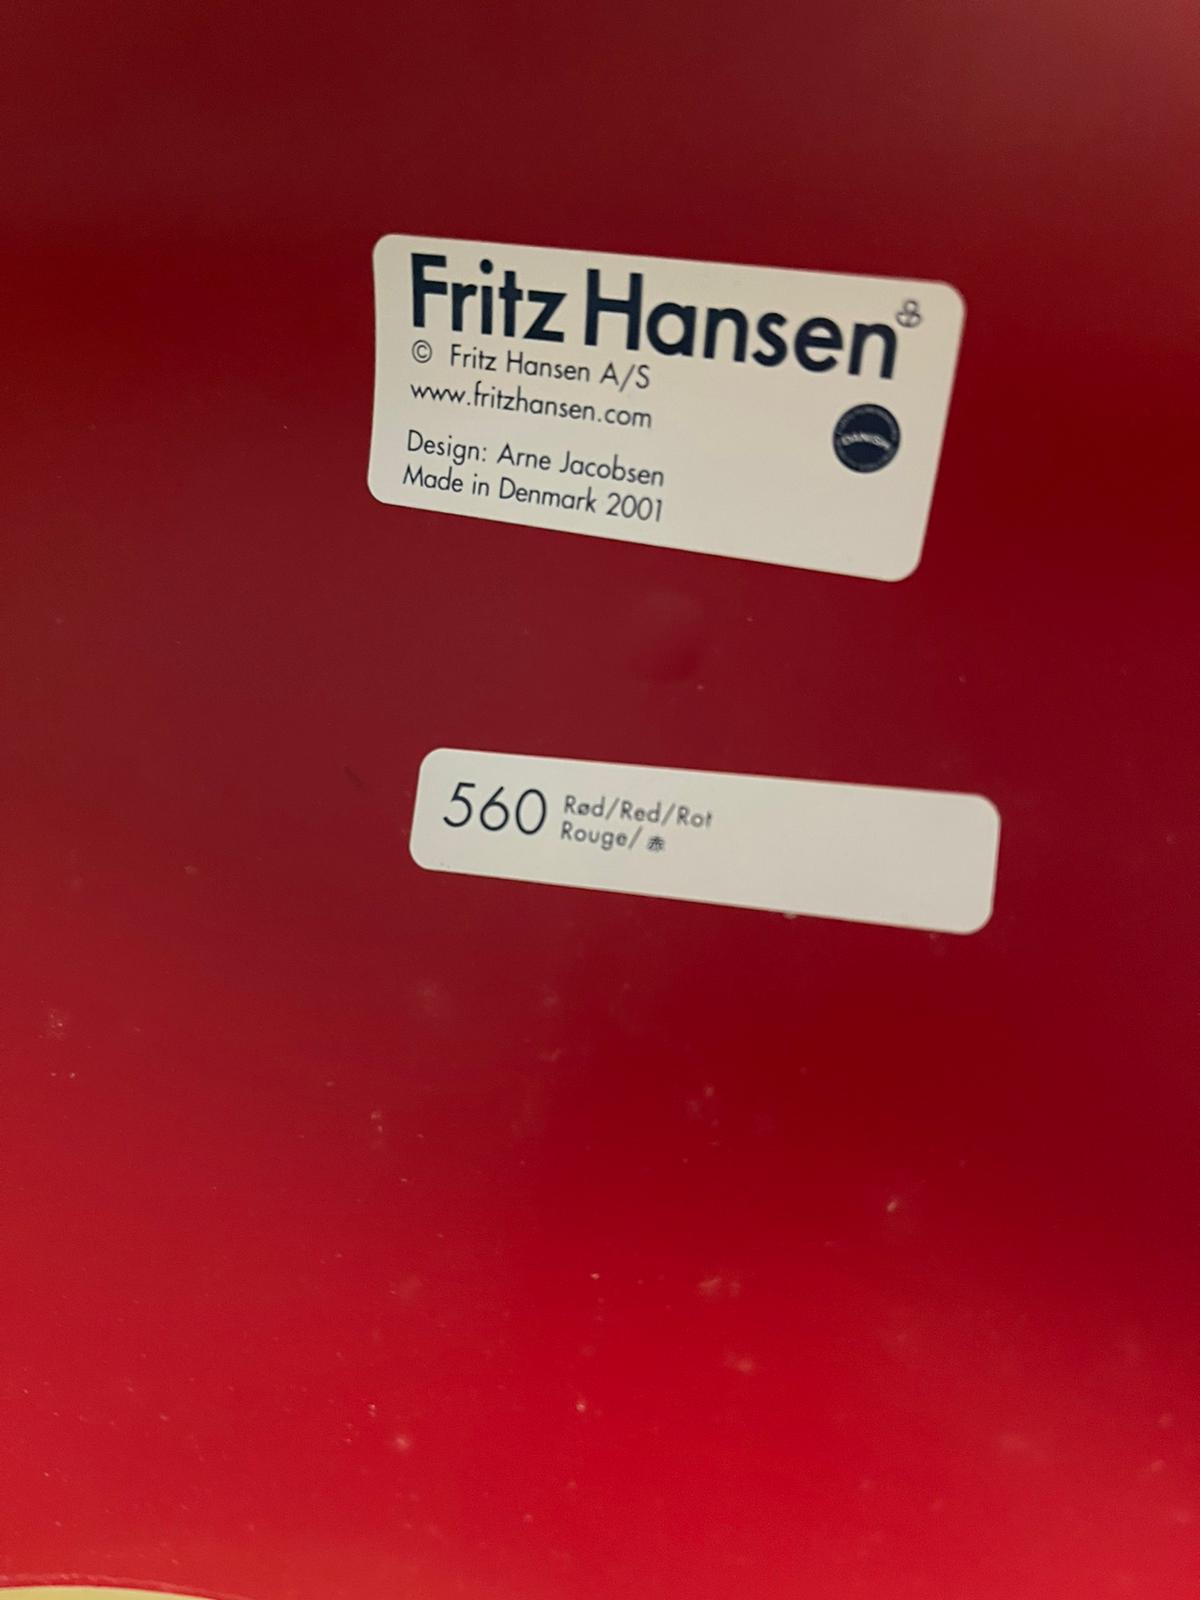 Fritz Hansen
© Fritz Hansen A/S
www.fritzhansen.com
DANISH
Design: Arne Jacobsen
Made in Denmark 2001
560 Rød/Red/Rot
Rouge/赤